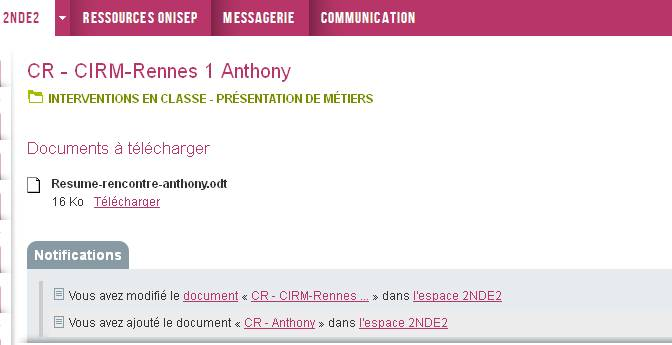 2NDE2 RESSOURCES ONISEP MESSAGERIE COMMUNICATION
CR - CIRM-Rennes 1 Anthony
INTERVENTIONS EN CLASSE - PRÉSENTATION DE MÉTIERS
Documents à télécharger
Resume-rencontre-anthony.odt
16 Ko Télécharger
Notifications
Vous avez modifié le document « CR - CIRM-Rennes ... » dans l'espace 2NDE2
Vous avez ajouté le document « CR - Anthony » dans l'espace 2NDE2